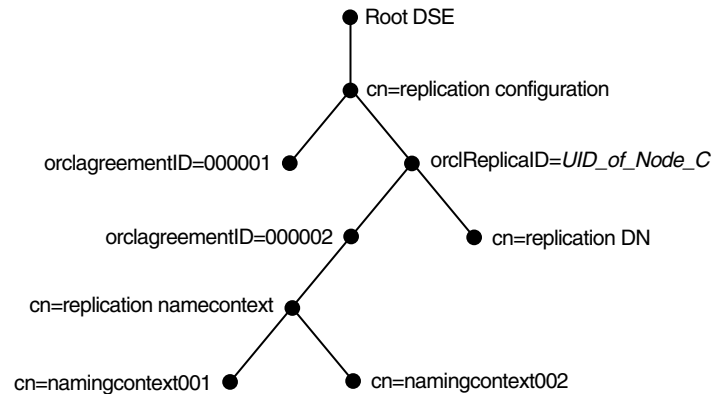 Root DSE
cn=replication configuration
orclagreementID=000001
orclReplicaID=UID_of_Node_C
orclagreementID=000002
cn=replication DN
cn=replication namecontext
cn=namingcontext001
cn=namingcontext002